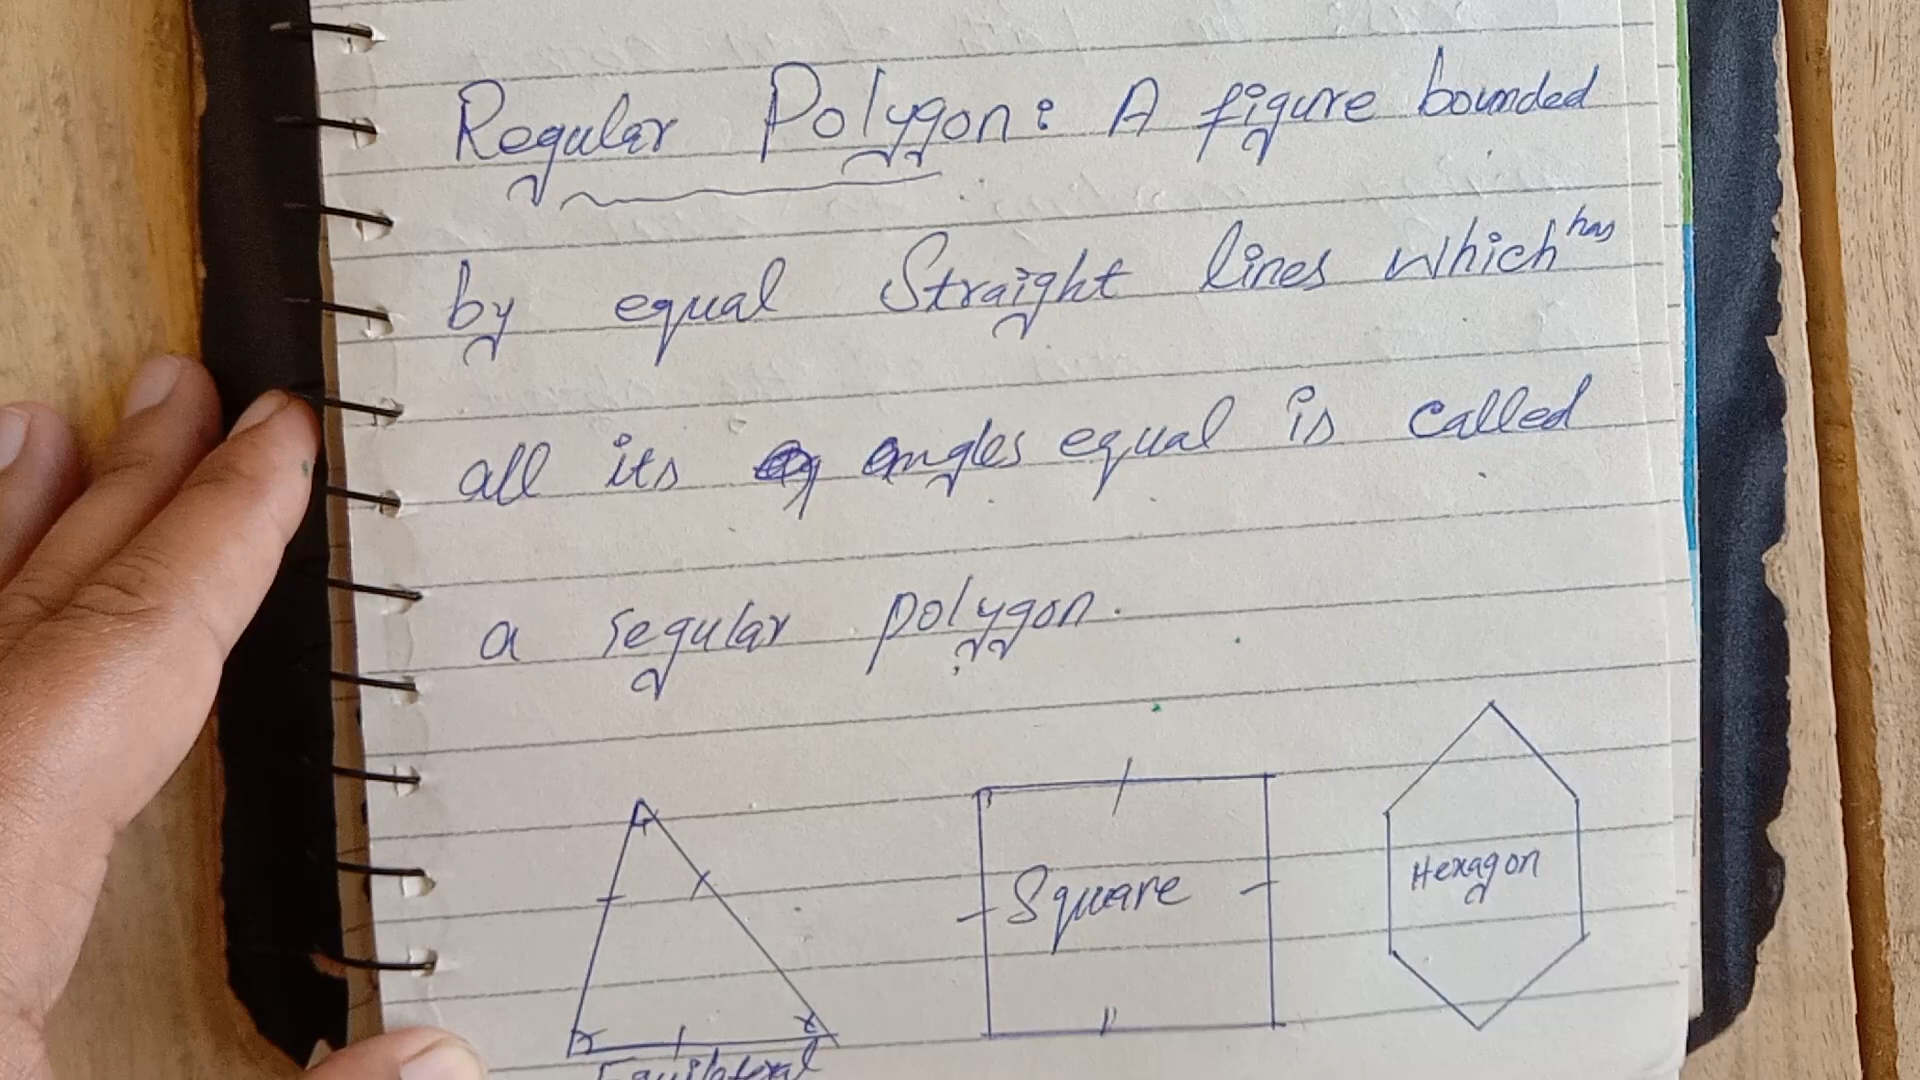 Regular Polygon: A figure bounded
by equal Straight lines which has
all its angles equal is called
a regular polygon.
Square
Hexagon
Equilateral